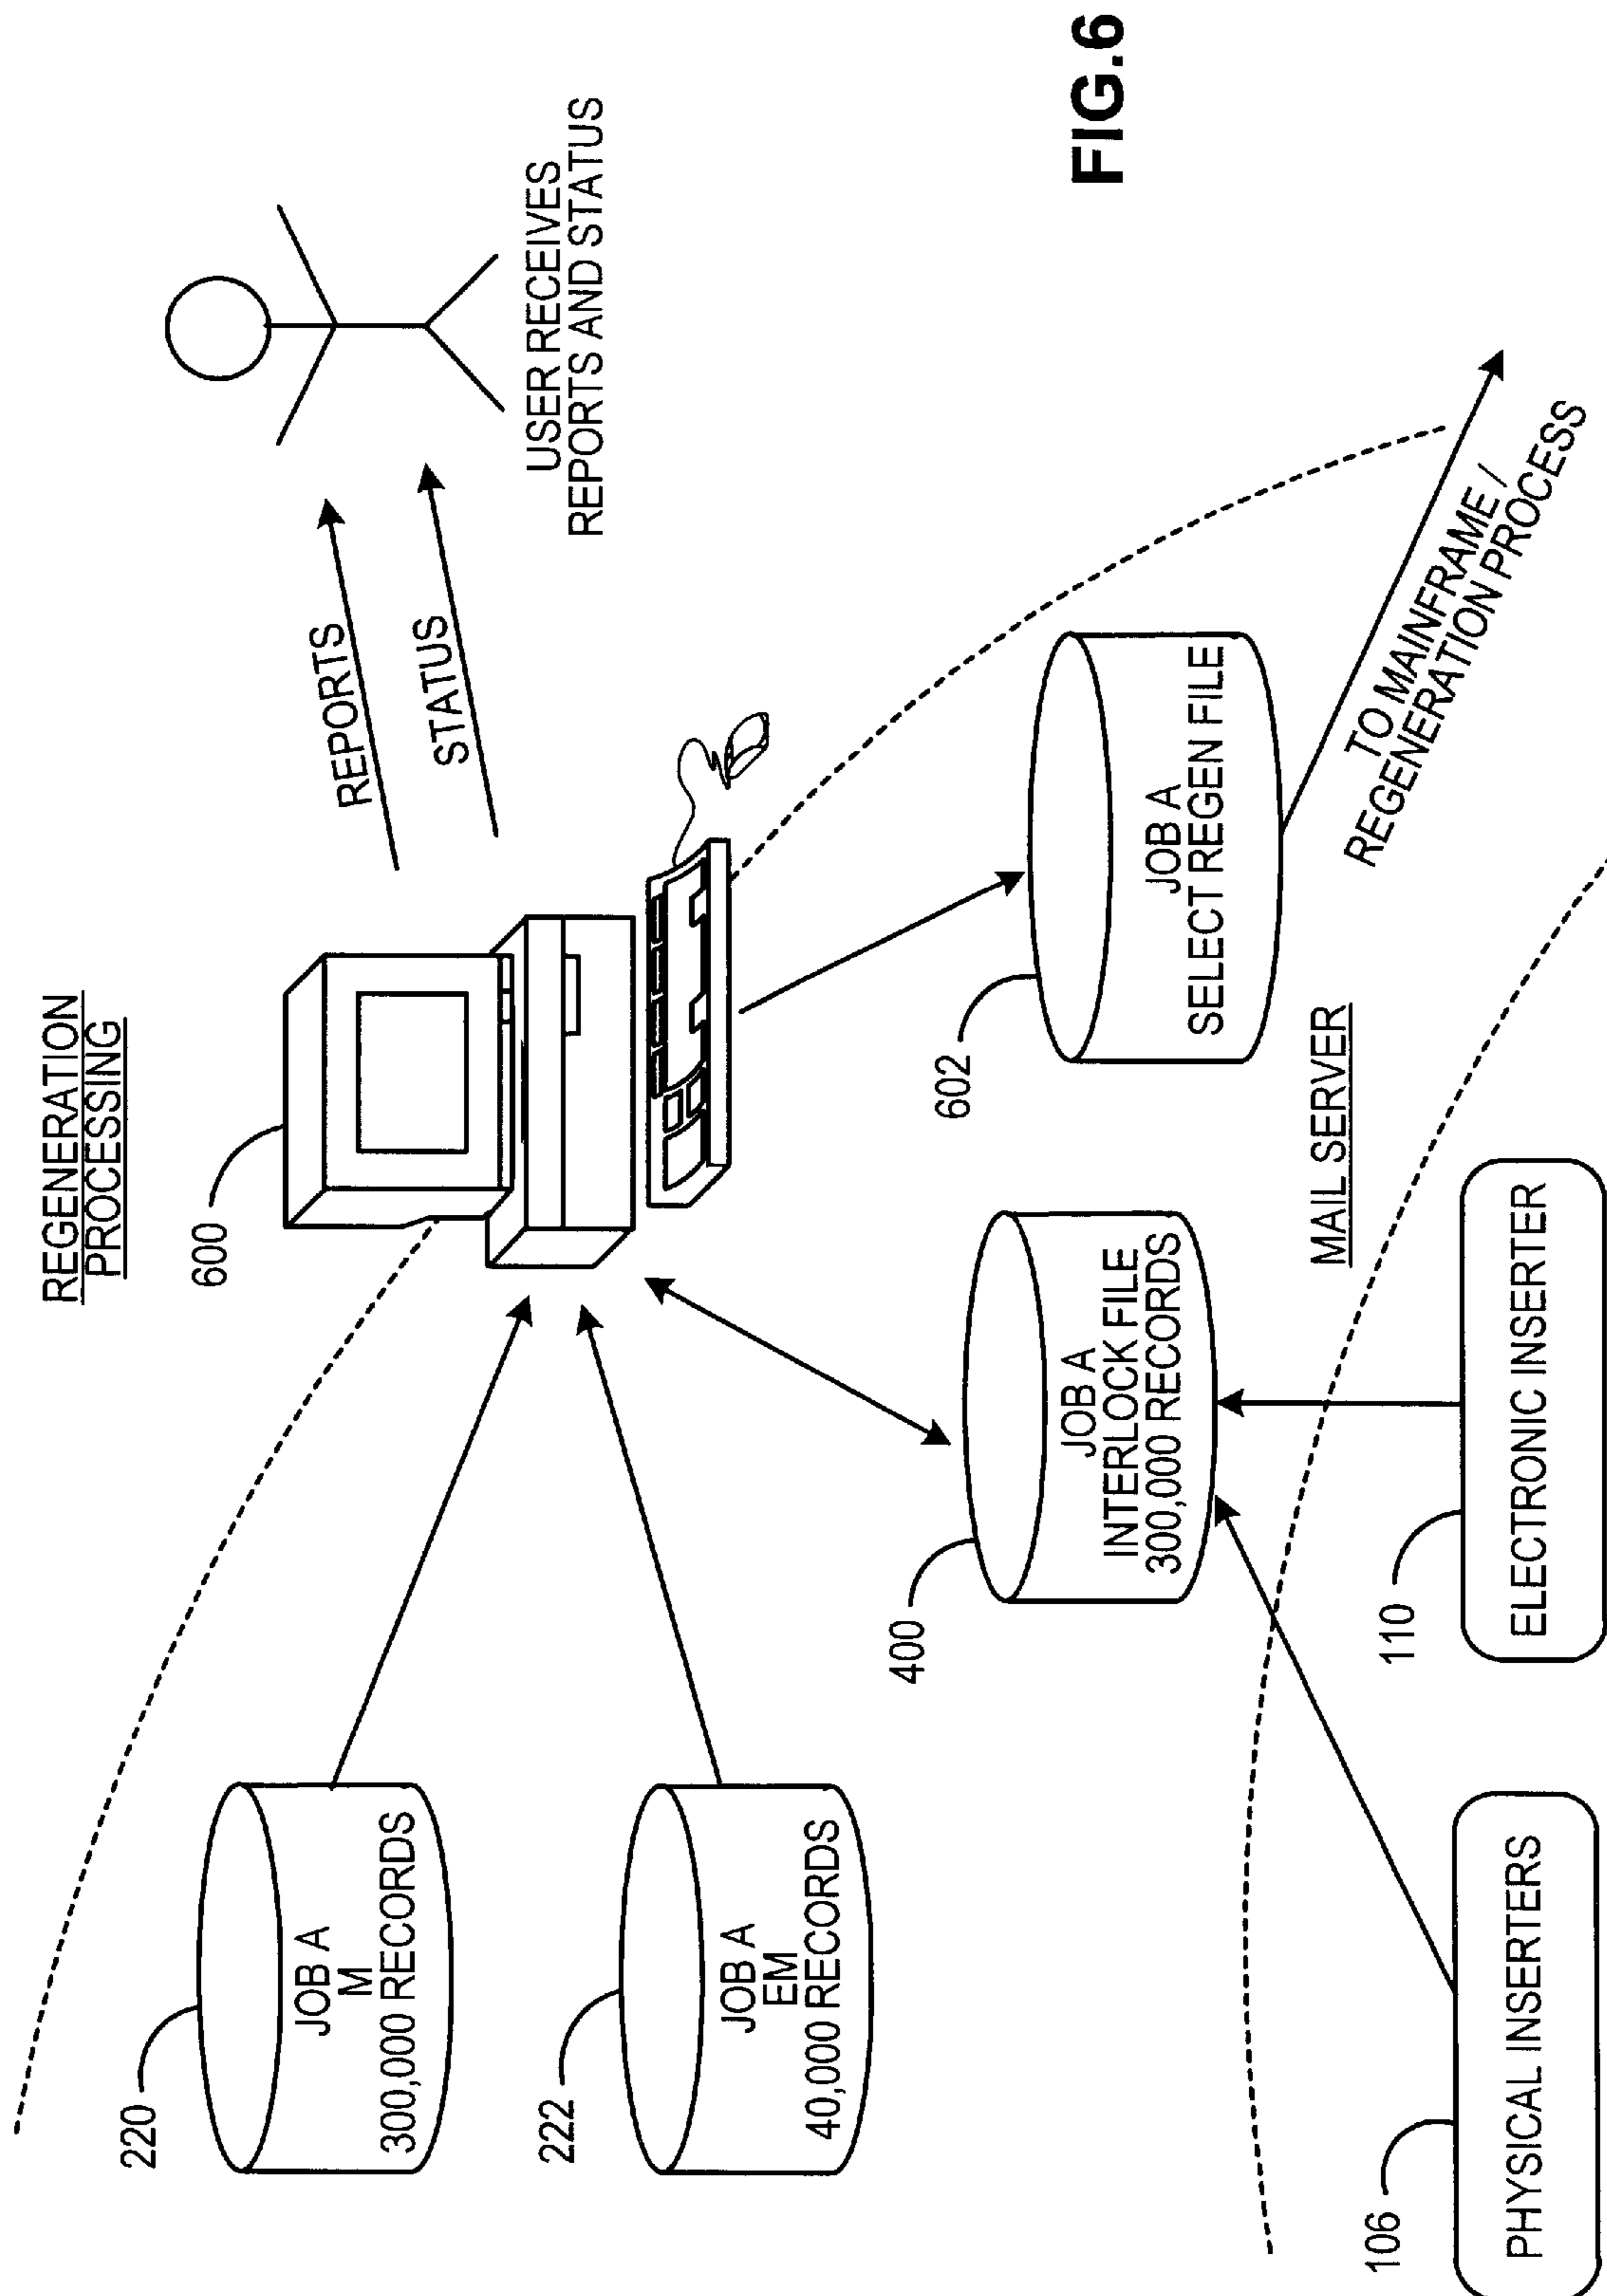 REGENERATION
PROCESSING
600
REPORTS
STATUS
USER RECEIVES
REPORTS AND STATUS
220
JOB A
M
300,000 RECORDS
222
JOB A
EM
40,000 RECORDS
400
JOB A
INTERLOCK FILE
300,000 RECORDS
602
JOB A
SELECT REGEN FILE
TO MAINFRAME /
REGENERATION PROCESS
MAIL SERVER
106
PHYSICAL INSERTERS
110
ELECTRONIC INSERTER
FIG.6